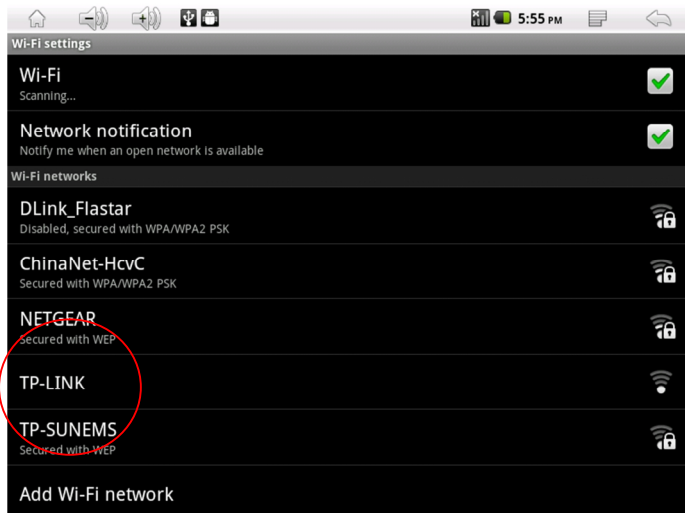 5:55 PM
Wi-Fi settings
Wi-Fi
Scanning...
Network notification
Notify me when an open network is available
Wi-Fi networks
DLink_Flastar
Disabled, secured with WPA/WPA2 PSK
ChinaNet-HcvC
Secured with WPA/WPA2 PSK
NETGEAR
Secured with WEP
TP-LINK
TP-SUNEMS
Secured with WEP
Add Wi-Fi network